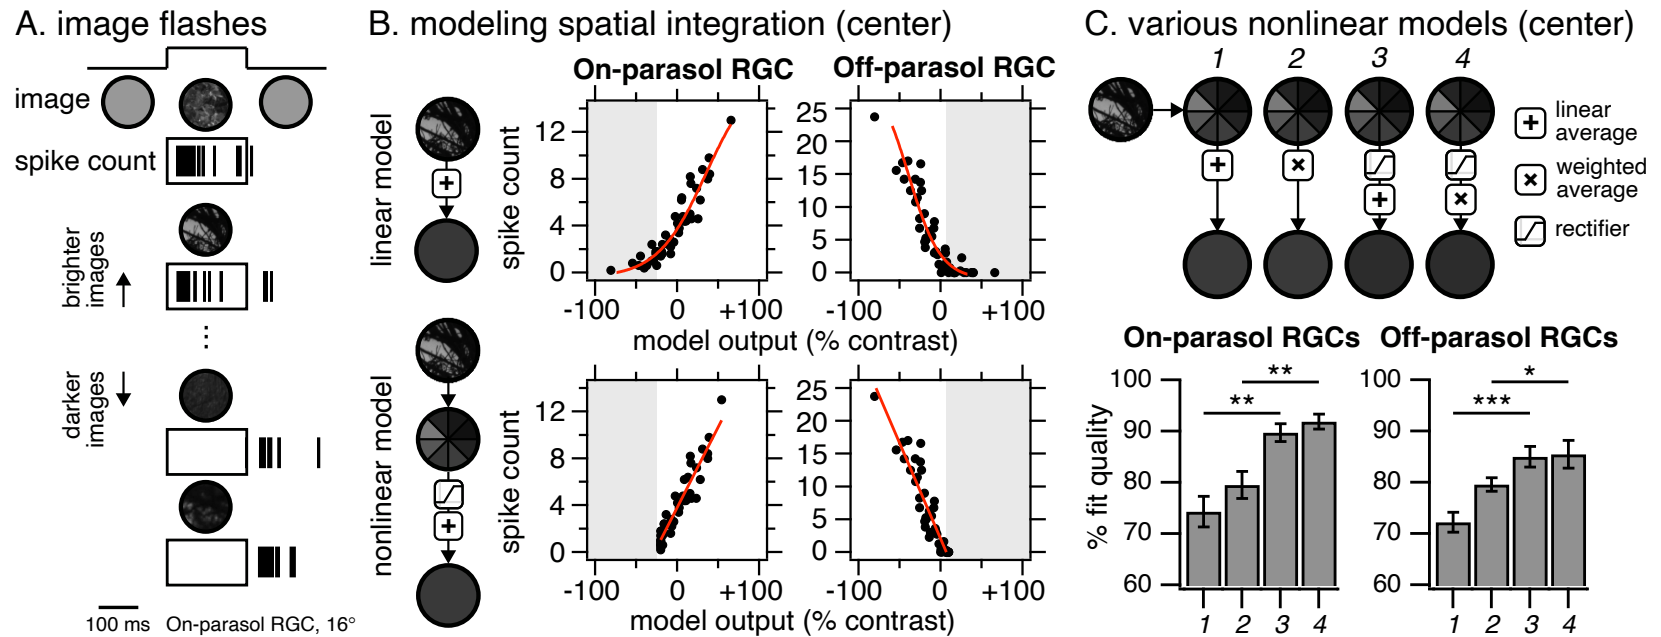 A. image flashes
image
spike count
brighter
images
⋮
darker
images
100 ms
On-parasol RGC, 16°
B. modeling spatial integration (center)
On-parasol RGC
Off-parasol RGC
linear model
+
spike count
12
8
4
0
-100
0
+100
25
20
15
10
5
0
-100
0
+100
model output (% contrast)
nonlinear model
+
spike count
12
8
4
0
-100
0
+100
25
20
15
10
5
0
-100
0
+100
model output (% contrast)
C. various nonlinear models (center)
1
2
3
4
+
×
+
×
+ linear
average
× weighted
average
rectifier
On-parasol RGCs
Off-parasol RGCs
% fit quality
100
90
80
70
60
**
**
1
2
3
4
100
90
80
70
60
*
***
1
2
3
4